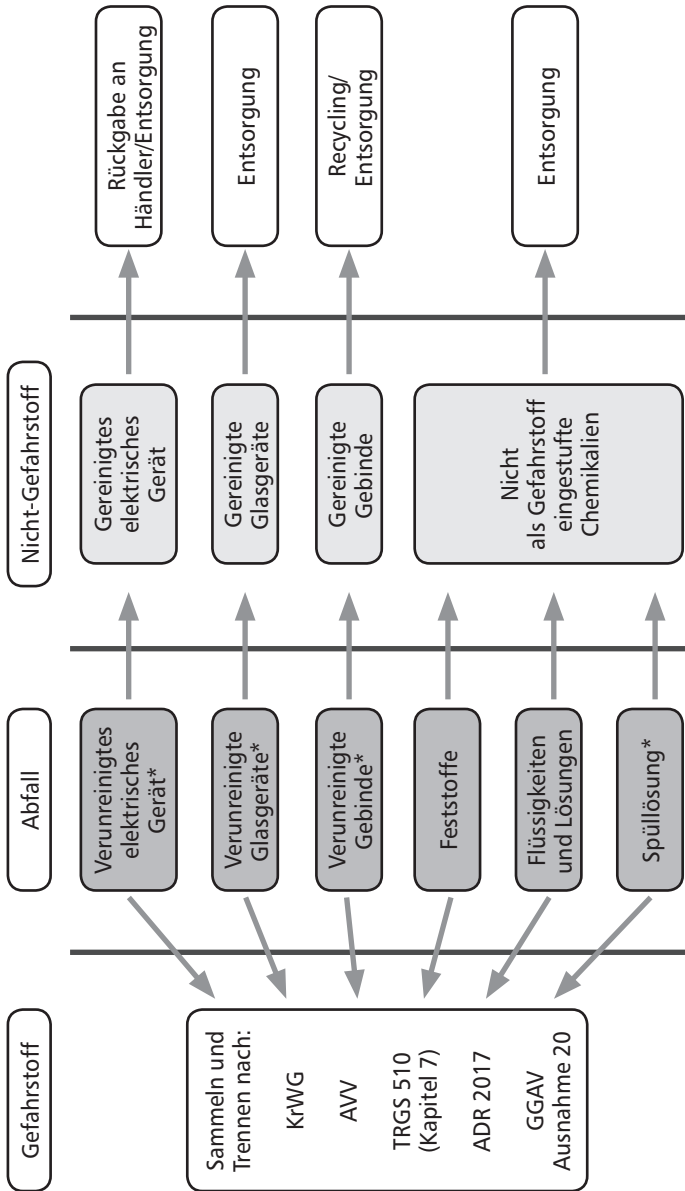 Gefahrstoff
Abfall
Nicht-Gefahrstoff
Sammeln und
Trennen nach:
KrWG
AVV
TRGS 510
(Kapitel 7)
ADR 2017
GGAV
Ausnahme 20
Verunreinigtes
elektrisches
Gerät*
Verunreinigte
Glasgeräte*
Verunreinigte
Gebinde*
Feststoffe
Flüssigkeiten
und Lösungen
Spüllösung*
Gereinigtes
elektrisches
Gerät
Gereinigte
Glasgeräte
Gereinigte
Gebinde
Nicht
als Gefahrstoff
eingestufte
Chemikalien
Rückgabe an
Händler/Entsorgung
Entsorgung
Recycling/
Entsorgung
Entsorgung